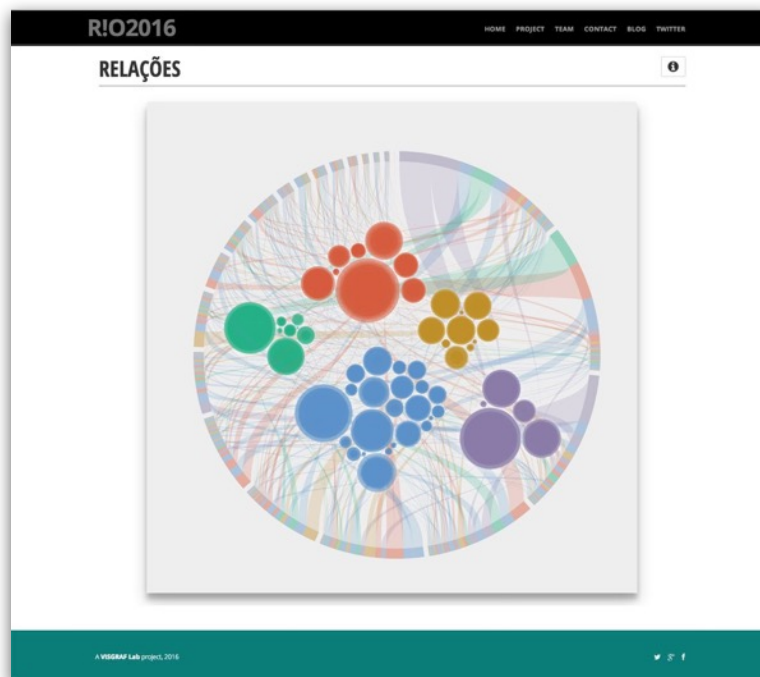 R!O2016
HOME PROJECT TEAM CONTACT BLOG TWITTER
RELAÇÕES
A VISGRAF Lab project, 2016